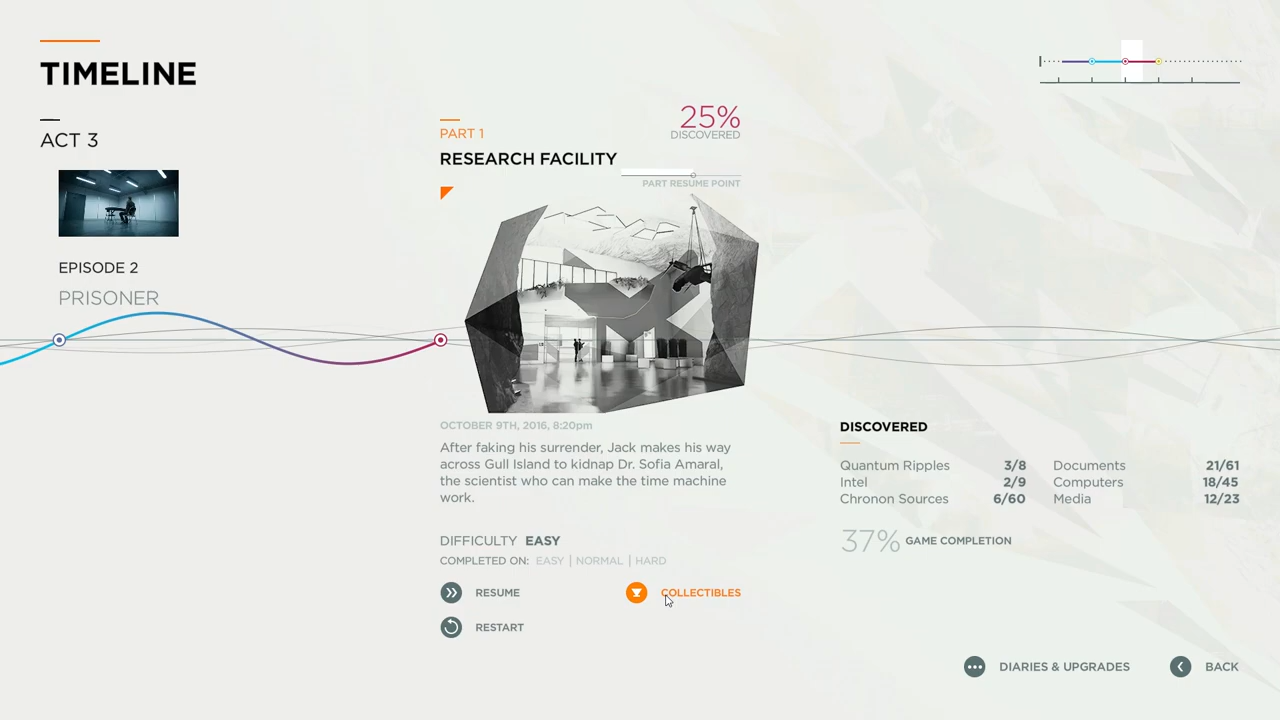 TIMELINE
ACT 3
EPISODE 2
PRISONER
PART 1
25%
DISCOVERED
RESEARCH FACILITY
PART RESUME POINT
OCTOBER 9TH, 2016, 8:20pm
After faking his surrender, Jack makes his way
across Gull Island to kidnap Dr. Sofia Amaral,
the scientist who can make the time machine
work.
DIFFICULTY EASY
COMPLETED ON: EASY | NORMAL | HARD
RESUME
COLLECTIBLES
RESTART
DISCOVERED
Quantum Ripples 3/8 Documents 21/61
Intel 2/9 Computers 18/45
Chronon Sources 6/60 Media 12/23
37% GAME COMPLETION
DIARIES & UPGRADES
BACK